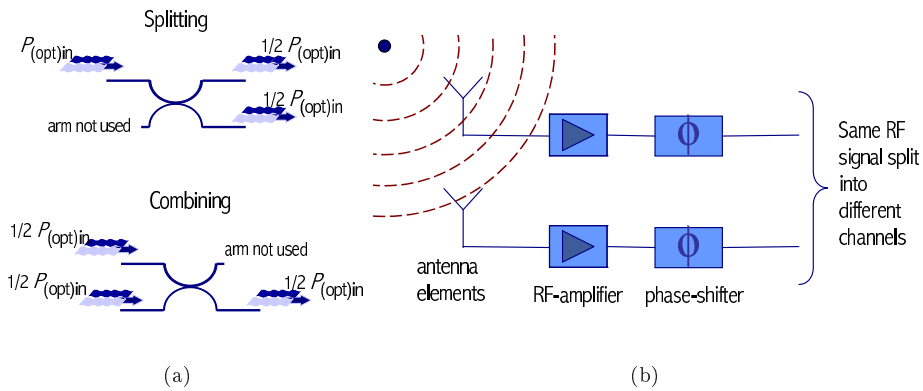 Splitting
P(opt)in
1/2 P(opt)in
1/2 P(opt)in
arm not used
Combining
1/2 P(opt)in
arm not used
1/2 P(opt)in
1/2 P(opt)in
(a)
antenna
elements
RF-amplifier
ϕ
ϕ
phase-shifter
Same RF
signal split
into
different
channels
(b)